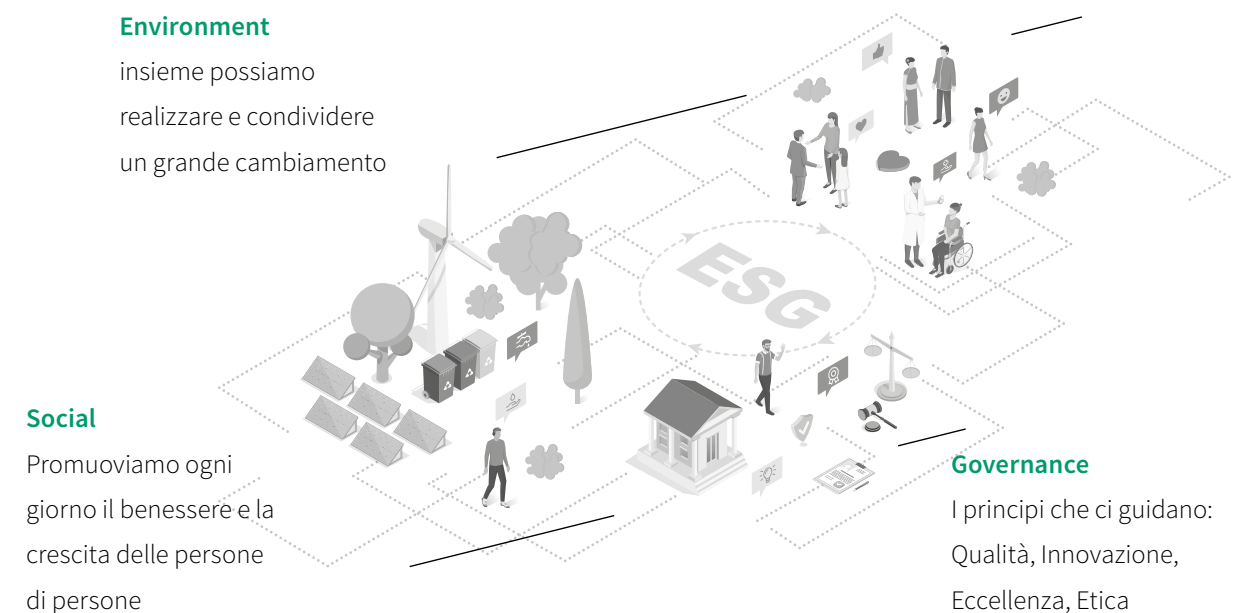 Environment
insieme possiamo
realizzare e condividere
un grande cambiamento
ESG
Social
Promuoviamo ogni
giorno il benessere e la
crescita delle persone
di persone
Governance
I principi che ci guidano:
Qualità, Innovazione,
Eccellenza, Etica